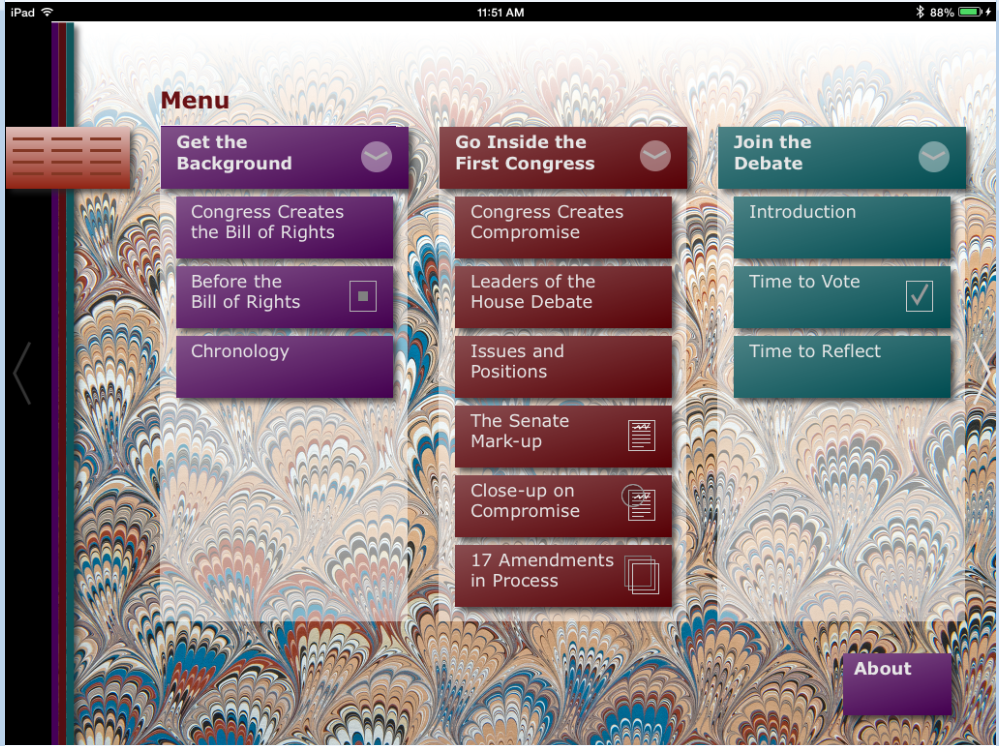 iPad
11:51 AM
88%
Menu
Get the
Background
Congress Creates
the Bill of Rights
Before the
Bill of Rights
Chronology
Go Inside the
First Congress
Congress Creates
Compromise
Leaders of the
House Debate
Issues and
Positions
The Senate
Mark-up
Close-up on
Compromise
17 Amendments
in Process
Join the
Debate
Introduction
Time to Vote
Time to Reflect
About